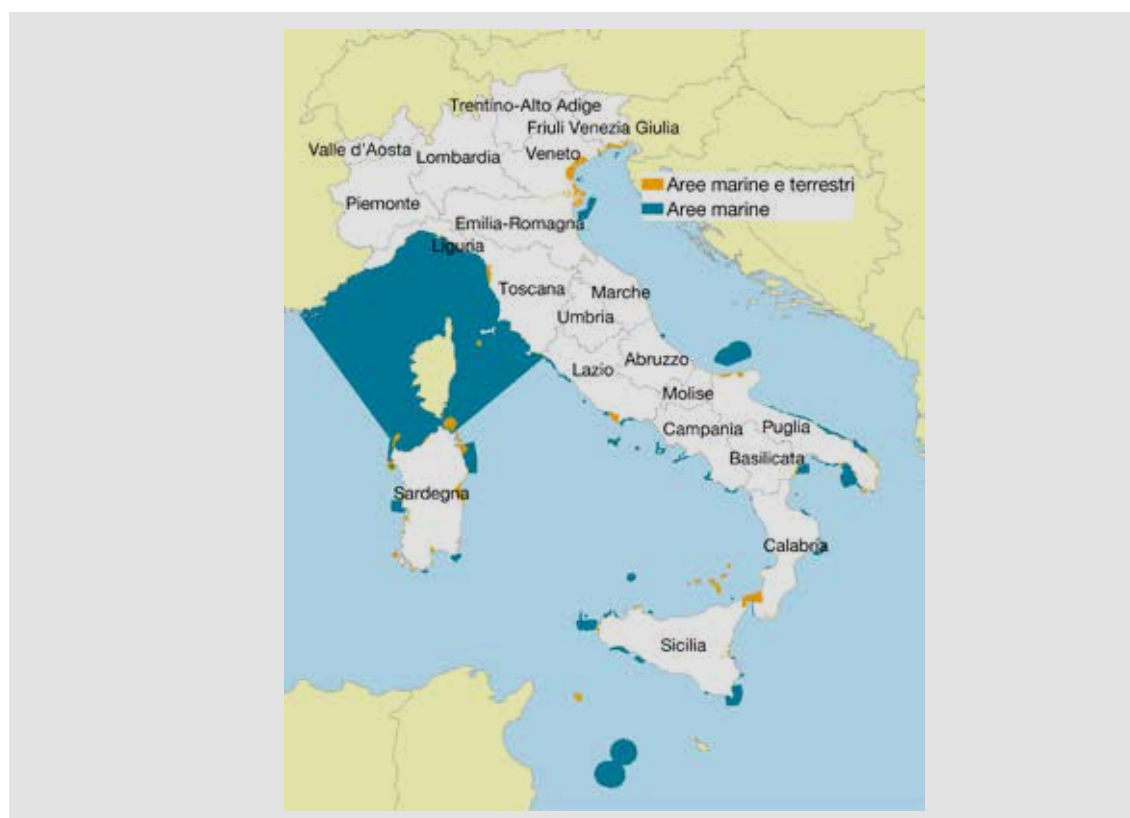 Trentino-Alto Adige
Friuli Venezia Giulia
Valle d'Aosta
Lombardia
Veneto
Aree marine e terrestri
Aree marine
Piemonte
Emilia-Romagna
Liguria
Toscana
Marche
Umbria
Abruzzo
Lazio
Molise
Campania
Puglia
Basilicata
Sardegna
Calabria
Sicilia